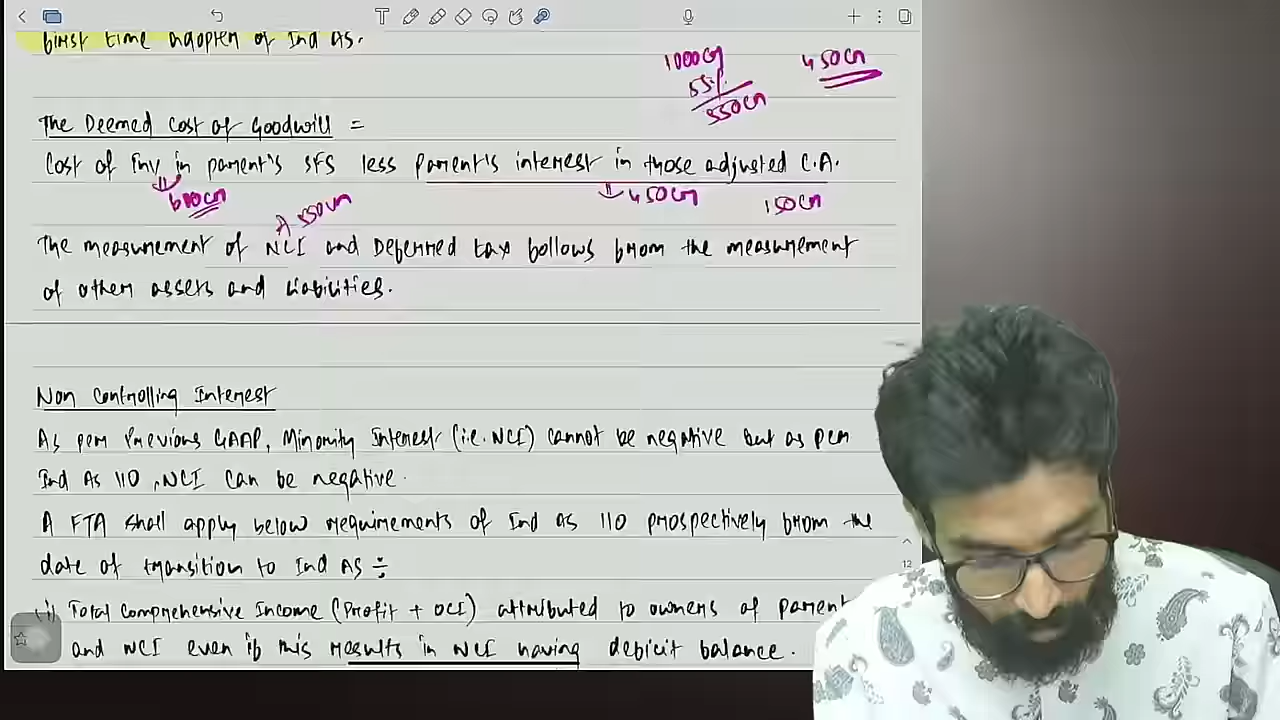 first time adopter of Ind AS.
1000cr
55%
550cr
450cr
The Deemed cost of Goodwill =
Cost of Inv in parent's SFS less parent's interest in those adjusted C.A.
600cr
450cr
150cr
550cr
The measurement of NCI and Deferred tax follows from the measurement
of other assets and liabilities.
Non Controlling Interest
As per Previous GAAP, Minority Interest (i.e. NCI) cannot be negative but as per
Ind As 110, NCI can be negative.
A FTA shall apply below requirements of Ind AS 110 prospectively from the
date of transition to Ind AS ÷
12
(i) Total Comprehensive Income (Profit + OCI) attributed to owners of parent
and NCI even if this results in NCI having deficit balance.